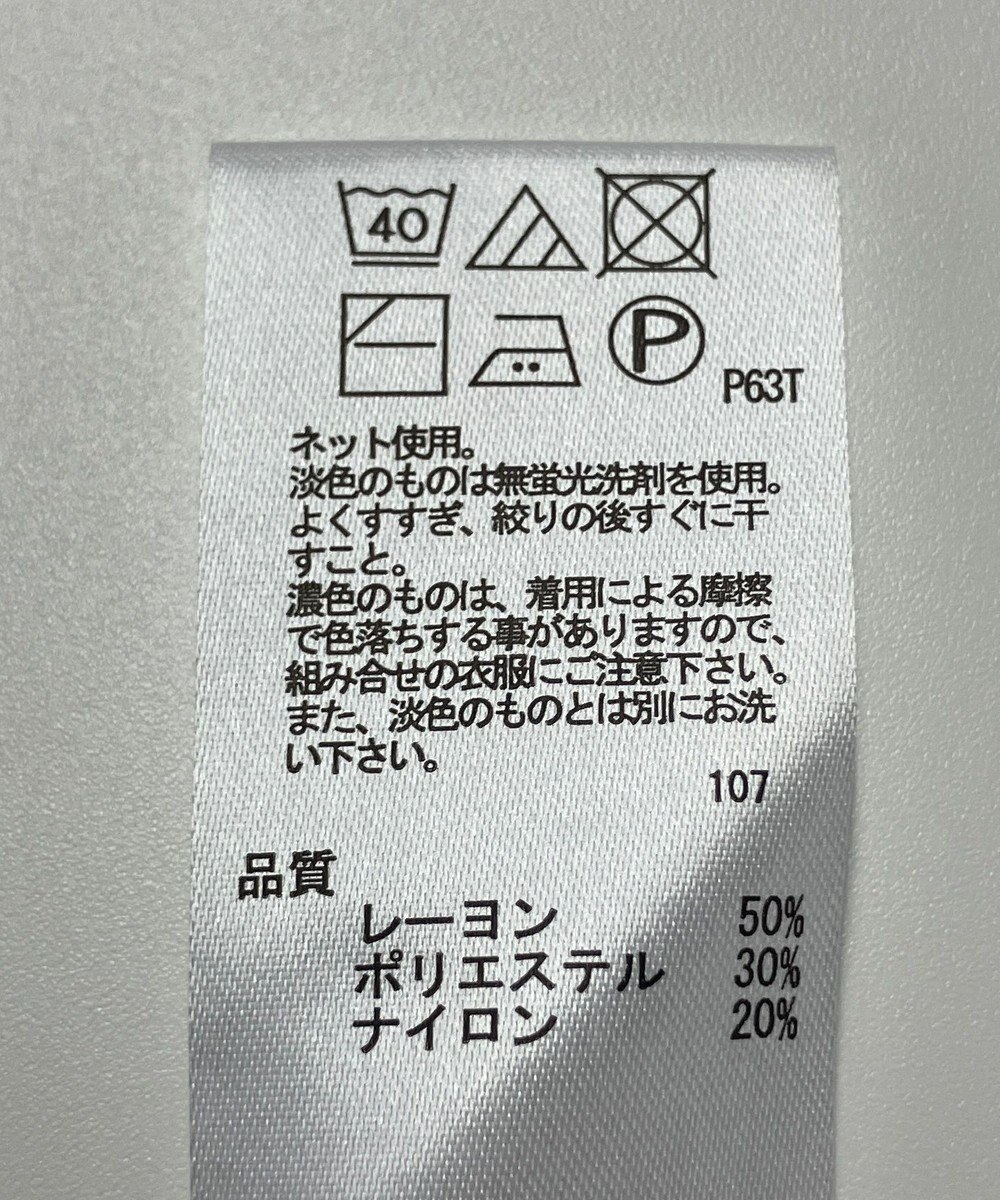 40
P
P63T
ネット使用。
淡色のものは無蛍光洗剤を使用。
よくすすぎ、絞りの後すぐに干
すこと。
濃色のものは、着用による摩擦
で色落ちする事がありますので、
組み合せの衣服にご注意下さい。
また、淡色のものとは別にお洗
い下さい。
107
品質
レーヨン 50%
ポリエステル 30%
ナイロン 20%